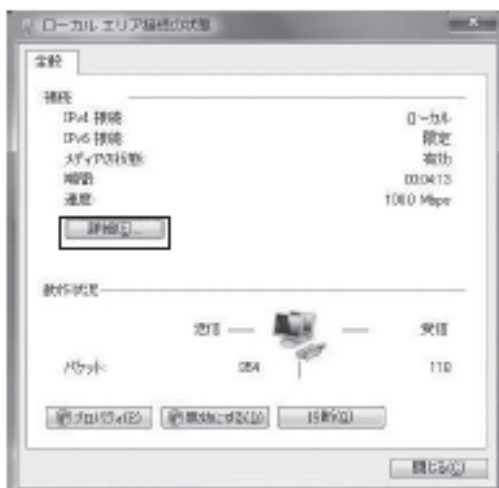 ローカル エリア接続の状態
全般
接続
IPv4 接続 ローカル
IPv6 接続 限定
メディアの状態: 有効
期間: 00:04:13
速度: 100.0 Mbps
詳細(E)...
動作状況
送信 — — 受信
パケット: 354 110
プロパティ(P) 無効にする(D) 診断(G)
閉じる(C)